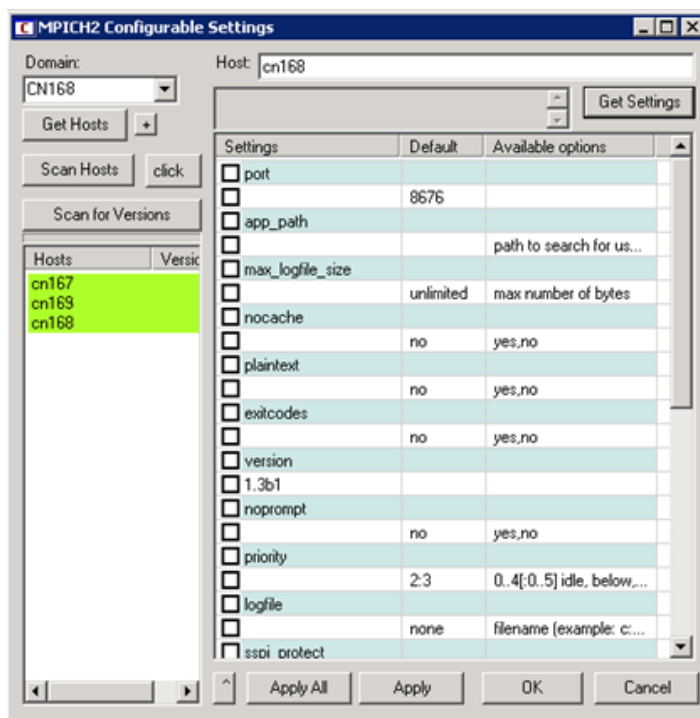 MPICH2 Configurable Settings
Domain:
CN168
Get Hosts +
Scan Hosts click
Scan for Versions
Hosts Versic
cn167
cn169
cn168
Host: cn168
Get Settings
Settings Default Available options
port
8676
app_path
path to search for us...
max_logfile_size
unlimited max number of bytes
nocache
no yes,no
plaintext
no yes,no
exitcodes
no yes,no
version
1.3b1
noprompt
no yes,no
priority
2:3 0..4[:0..5] idle, below,...
logfile
none filename (example: c:...
sspi_protect
^ Apply All Apply OK Cancel